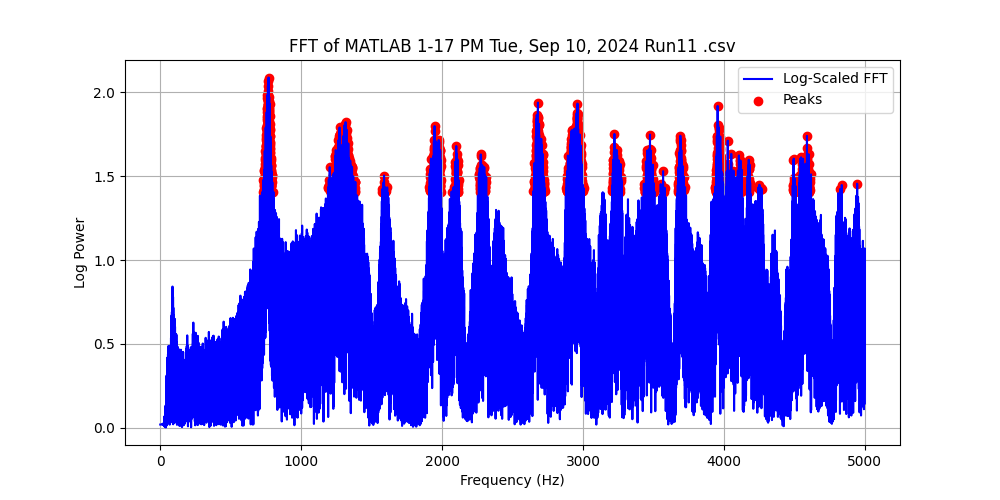 FFT of MATLAB 1-17 PM Tue, Sep 10, 2024 Run11 .csv
Log-Scaled FFT
Peaks
2.0
1.5
1.0
0.5
0.0
Log Power
0 1000 2000 3000 4000 5000
Frequency (Hz)